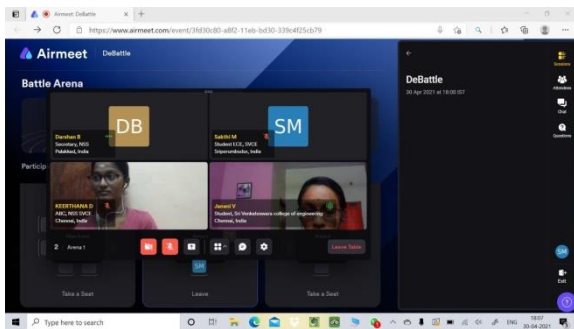 Airmeet: DeBattle
https://www.airmeet.com/event/3fd30c80-a8f2-11eb-bd30-339c4f25cb79
Airmeet
DeBattle
Battle Arena
DeBattle
30 Apr 2021 at 18:06 IST
Sessions
Attendees
Chat
Questions
DB
SM
Darshan B
Secretary, NSS
Palakkad, India
Sakthi M
Student ECE, SVCE
Sriperumbudur, India
Particip
KEERTHANA D
ABC, NSS SVCE
Chennai, India
Janani V
Student, Sri Venkateswara college of engineering
Chennai, India
2 Arena 1
Leave Table
SM
SM
Take a Seat
Leave
Take a Seat
Exit
Type here to search
ENG
18:07
30-04-2021